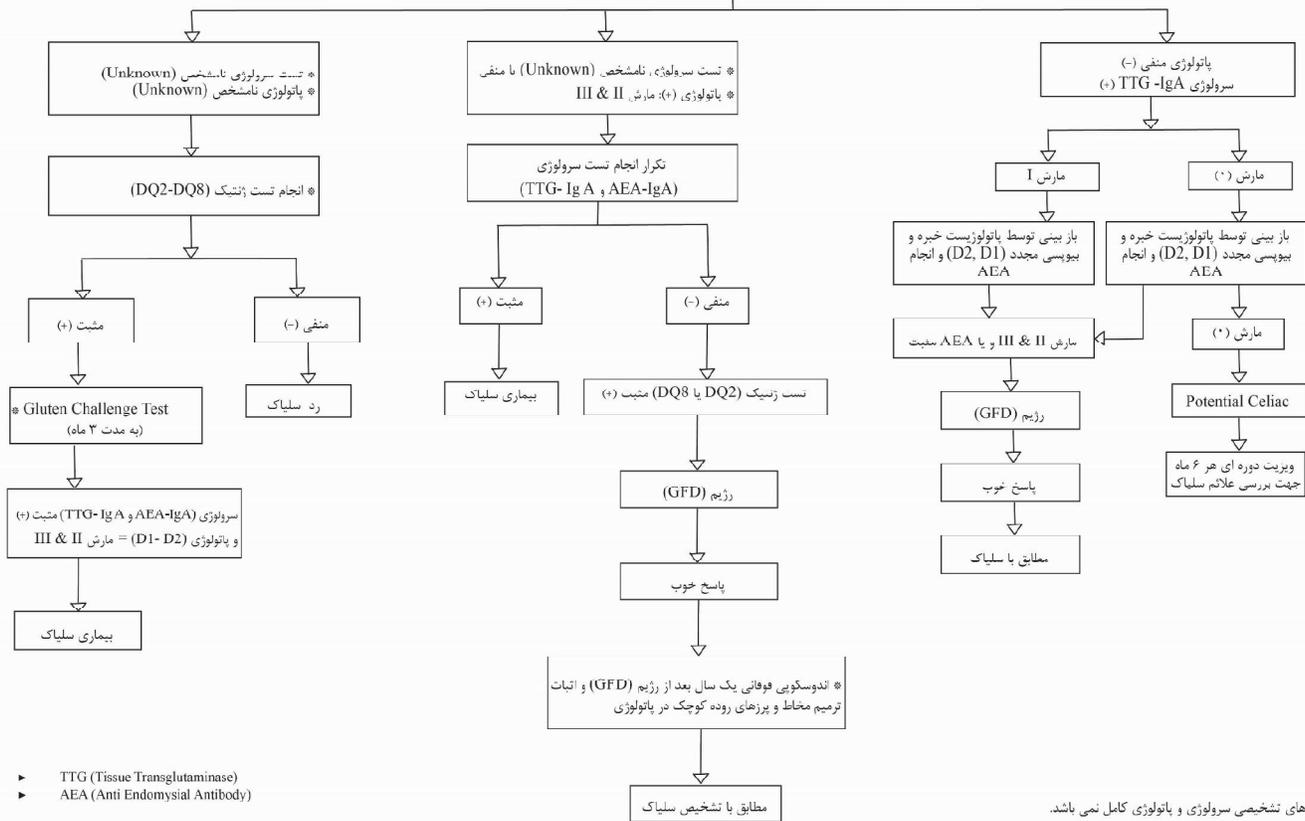 پاتولوژی منفی (-)
سرولوژی TTG -IgA (+)
مارش (۰)
مارش I
باز بینی توسط پاتولوژیست خبره و
بیوپسی مجدد (D2, D1) و انجام
AEA
باز بینی توسط پاتولوژیست خبره و
بیوپسی مجدد (D2, D1) و انجام
AEA
مارش (۰)
مارش III & II و یا AEA مثبت
Potential Celiac
رژیم (GFD)
ویزیت دوره ای هر ۶ ماه
جهت بررسی علائم سلیاک
پاسخ خوب
مطابق با سلیاک
* تست سرولوژی نامشخص (Unknown) یا منفی
* پاتولوژی (+): مارش III & II
تکرار انجام تست سرولوژی
(TTG- Ig A و AEA-IgA)
منفی (-)
مثبت (+)
تست ژنتیک (DQ2 یا DQ8) مثبت (+)
بیماری سلیاک
رژیم (GFD)
پاسخ خوب
* اندوسکوپی فوقانی یک سال بعد از رژیم (GFD) و اثبات
ترمیم مخاط و پرزهای روده کوچک در پاتولوژی
مطابق با تشخیص سلیاک
* تست سرولوژی نامشخص (Unknown)
* پاتولوژی نامشخص (Unknown)
* انجام تست ژنتیک (DQ2-DQ8)
منفی (-)
مثبت (+)
رد سلیاک
* Gluten Challenge Test
(به مدت ۳ ماه)
سرولوژی (TTG- Ig A و AEA-IgA) مثبت (+)
و پاتولوژی (D1- D2) = مارش III & II
بیماری سلیاک
► TTG (Tissue Transglutaminase)
► AEA (Anti Endomysial Antibody)
های تشخیصی سرولوژی و پاتولوژی کامل نمی باشد.